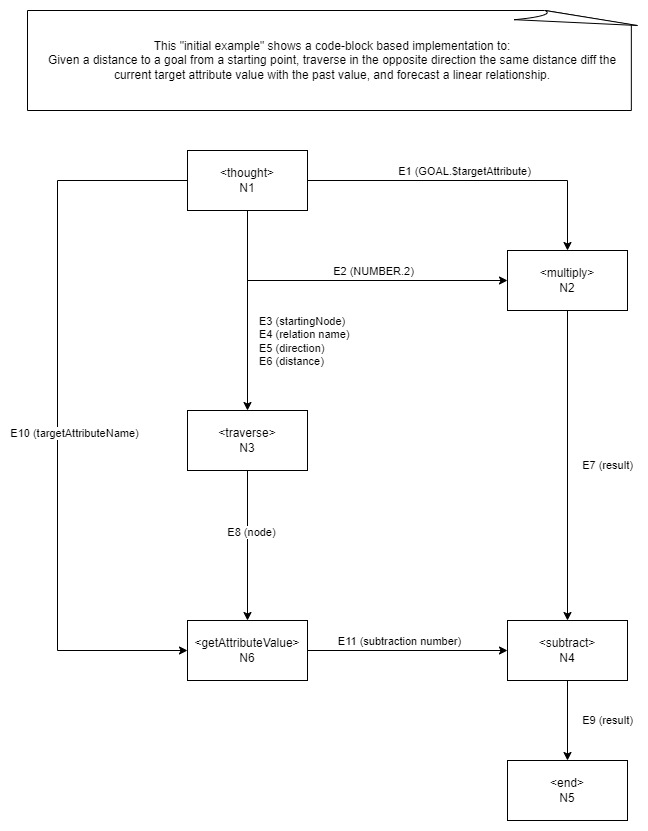 This "initial example" shows a code-block based implementation to:
Given a distance to a goal from a starting point, traverse in the opposite direction the same distance diff the
current target attribute value with the past value, and forecast a linear relationship.
<thought>
N1
E1 (GOAL.$targetAttribute)
E2 (NUMBER.2)
<multiply>
N2
E3 (startingNode)
E4 (relation name)
E5 (direction)
E6 (distance)
E10 (targetAttributeName)
<traverse>
N3
E7 (result)
E8 (node)
<getAttributeValue>
N6
E11 (subtraction number)
<subtract>
N4
E9 (result)
<end>
N5